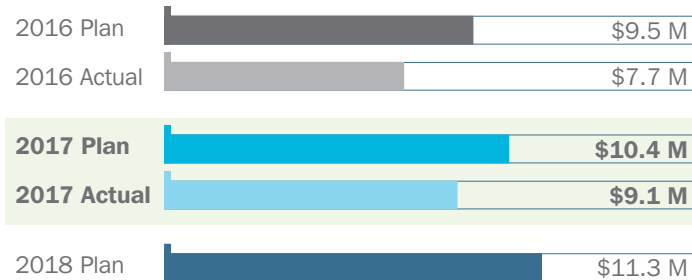 2016 Plan $9.5 M
2016 Actual $7.7 M
2017 Plan $10.4 M
2017 Actual $9.1 M
2018 Plan $11.3 M